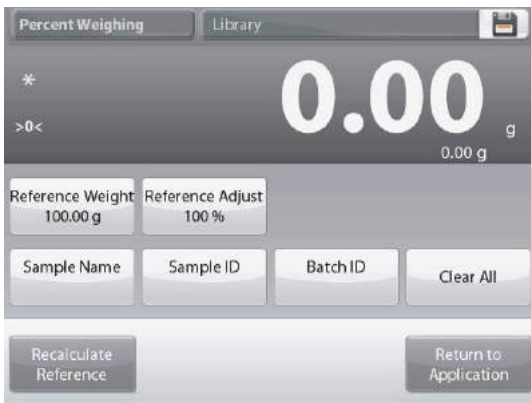 Percent Weighing Library
*
0.00 g
>0<
0.00 g
Reference Weight Reference Adjust
100.00 g 100 %
Sample Name Sample ID Batch ID Clear All
Recalculate Return to
Reference Application